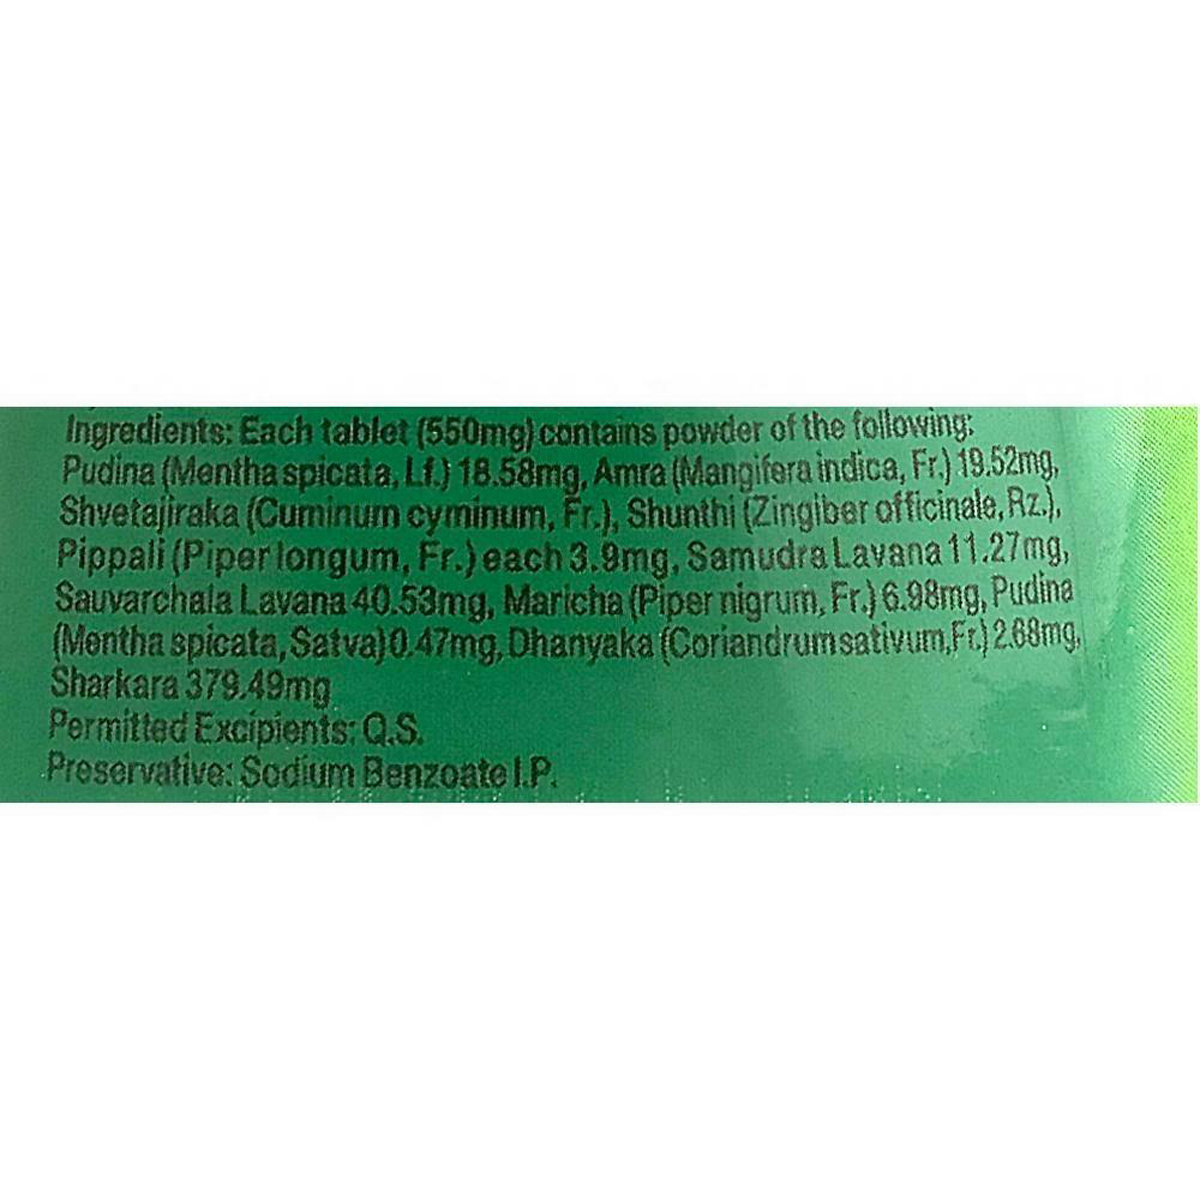 Ingredients: Each tablet (550mg) contains powder of the following:
Pudina (Mentha spicata, Lf.) 18.58mg, Amra (Mangifera indica, Fr.) 19.52mg,
Shvetajiraka (Cuminum cyminum, Fr.), Shunthi (Zingiber officinale, Rz.),
Pippali (Piper longum, Fr.) each 3.9mg, Samudra Lavana 11.27mg,
Sauvarchala Lavana 40.53mg, Maricha (Piper nigrum, Fr.) 6.98mg, Pudina
(Mentha spicata, Satva) 0.47mg, Dhanyaka (Coriandrum sativum, Fr.) 2.68mg,
Sharkara 379.49mg
Permitted Excipients: Q.S.
Preservative: Sodium Benzoate I.P.